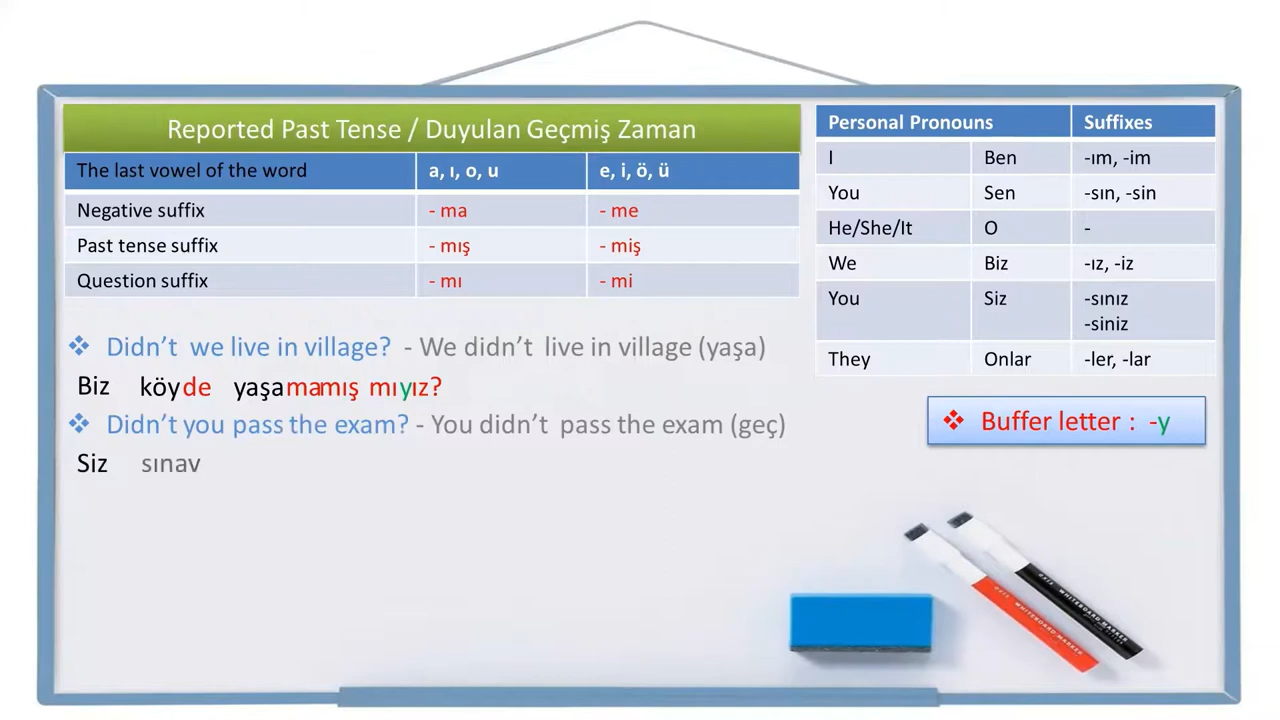 Reported Past Tense / Duyulan Geçmiş Zaman
The last vowel of the word a, ı, o, u e, i, ö, ü
Negative suffix - ma - me
Past tense suffix - mış - miş
Question suffix - mı - mi
Personal Pronouns Suffixes
I Ben -ım, -im
You Sen -sın, -sin
He/She/It O -
We Biz -ız, -iz
You Siz -sınız
-siniz
They Onlar -ler, -lar
❖ Didn’t we live in village? - We didn’t live in village (yaşa)
Biz köyde yaşamamış mıyız?
❖ Didn’t you pass the exam? - You didn’t pass the exam (geç)
Siz sınav
❖ Buffer letter : -y
WHITEBOARD MARKER
WHITEBOARD MARKER